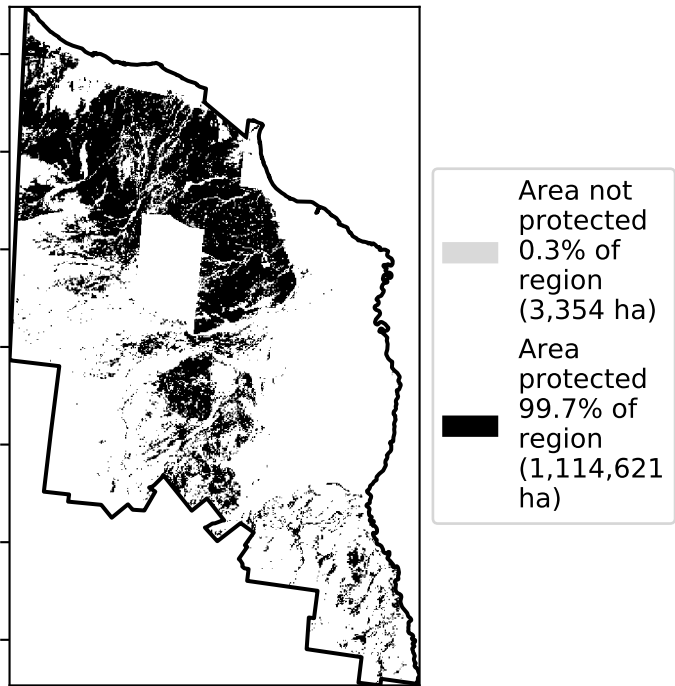 Area not
protected
0.3% of
region
(3,354 ha)
Area
protected
99.7% of
region
(1,114,621
ha)